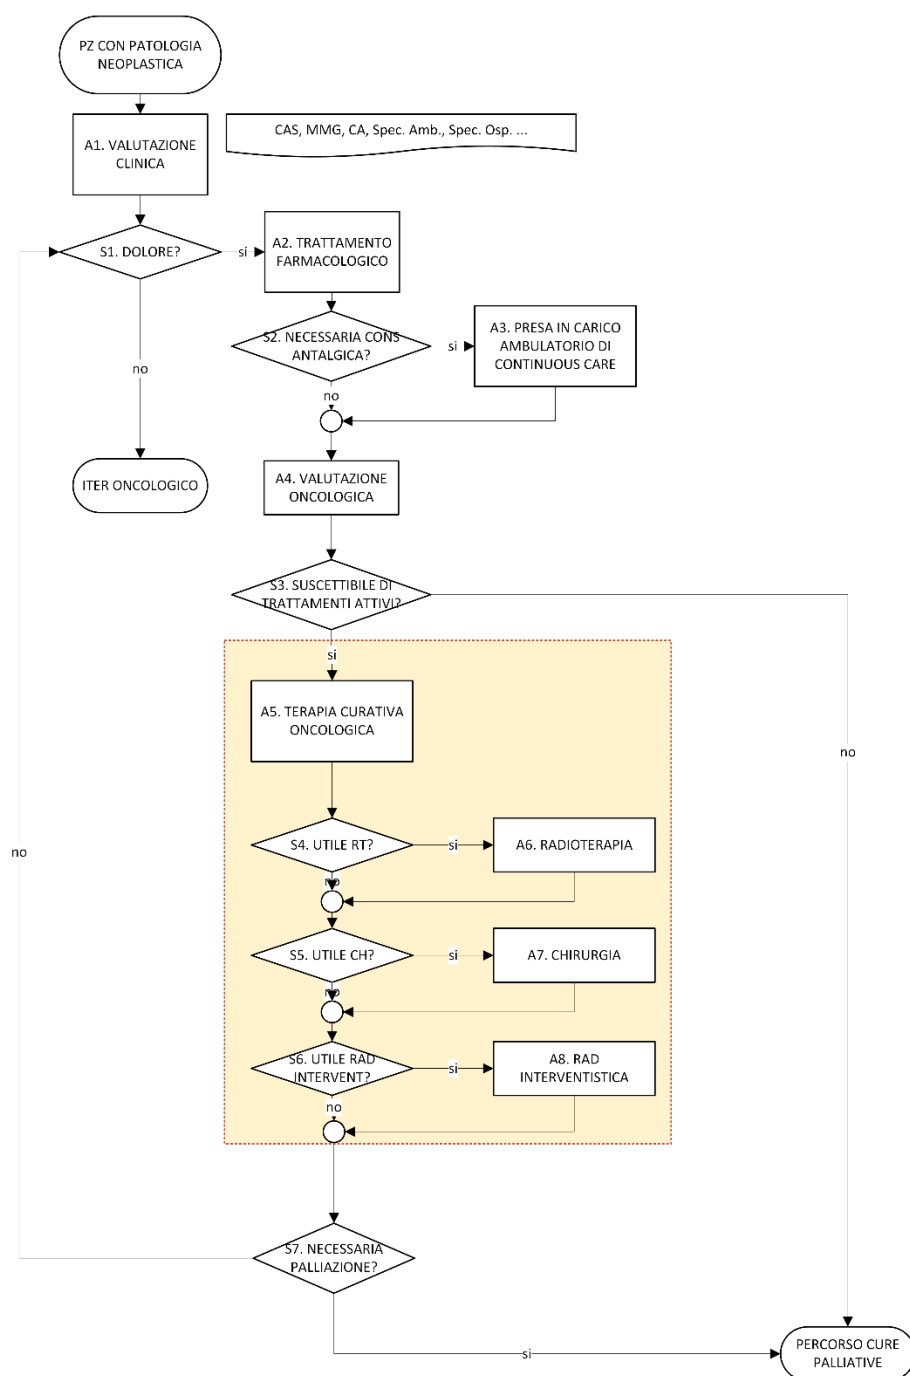 PZ CON PATOLOGIA
NEOPLASTICA
A1. VALUTAZIONE
CLINICA
CAS, MMG, CA, Spec. Amb., Spec. Osp. ...
S1. DOLORE?
si
A2. TRATTAMENTO
FARMACOLOGICO
no
S2. NECESSARIA CONS
ANTALGICA?
si
A3. PRESA IN CARICO
AMBULATORIO DI
CONTINUOUS CARE
no
ITER ONCOLOGICO
A4. VALUTAZIONE
ONCOLOGICA
S3. SUSCETTIBILE DI
TRATTAMENTI ATTIVI?
si
no
A5. TERAPIA CURATIVA
ONCOLOGICA
S4. UTILE RT?
si
A6. RADIOTERAPIA
no
S5. UTILE CH?
si
A7. CHIRURGIA
no
S6. UTILE RAD
INTERVENT?
si
A8. RAD
INTERVENTISTICA
no
S7. NECESSARIA
PALLIAZIONE?
no
si
PERCORSO CURE
PALLIATIVE